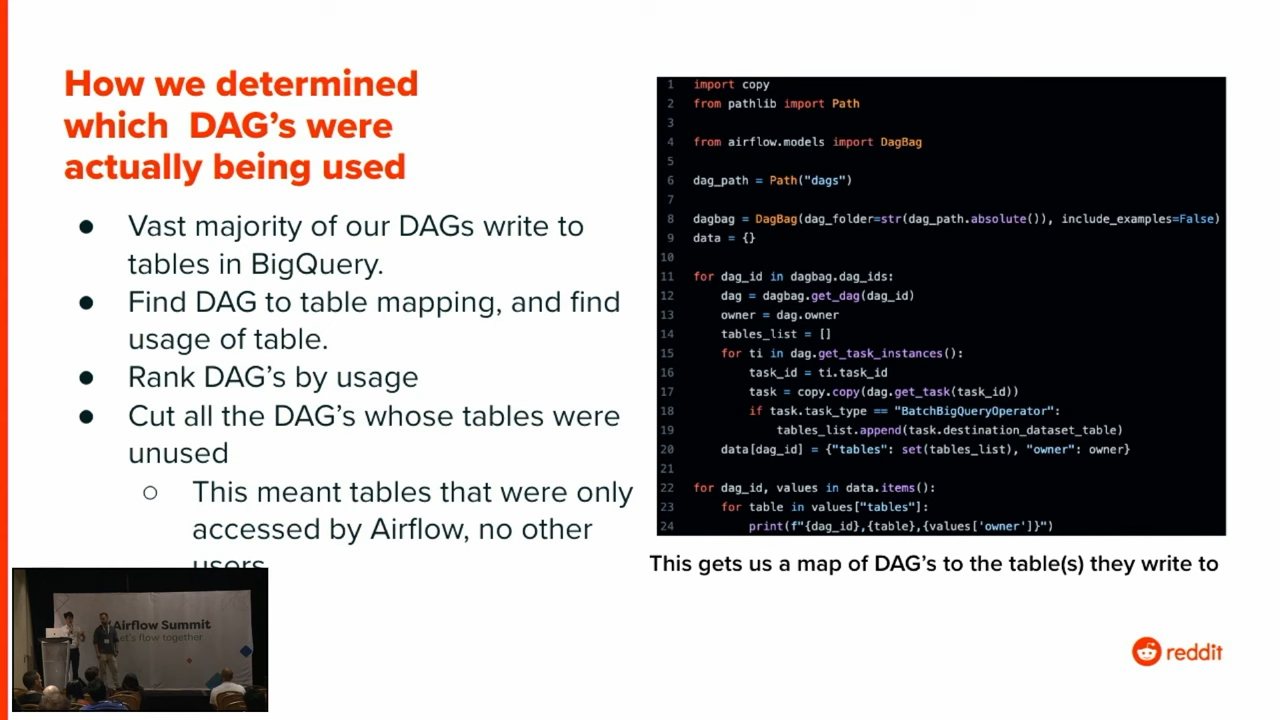 How we determined
which DAG's were
actually being used
● Vast majority of our DAGs write to
tables in BigQuery.
● Find DAG to table mapping, and find
usage of table.
● Rank DAG's by usage
● Cut all the DAG's whose tables were
unused
○ This meant tables that were only
accessed by Airflow, no other
users
1 import copy
2 from pathlib import Path
3
4 from airflow.models import DagBag
5
6 dag_path = Path("dags")
7
8 dagbag = DagBag(dag_folder=str(dag_path.absolute()), include_examples=False)
9 data = {}
10
11 for dag_id in dagbag.dag_ids:
12     dag = dagbag.get_dag(dag_id)
13     owner = dag.owner
14     tables_list = []
15     for ti in dag.get_task_instances():
16         task_id = ti.task_id
17         task = copy.copy(dag.get_task(task_id))
18         if task.task_type == "BatchBigQueryOperator":
19             tables_list.append(task.destination_dataset_table)
20     data[dag_id] = {"tables": set(tables_list), "owner": owner}
21
22 for dag_id, values in data.items():
23     for table in values["tables"]:
24         print(f"{dag_id},{table},{values['owner']}")
This gets us a map of DAG's to the table(s) they write to
Airflow Summit
Let's flow together
reddit